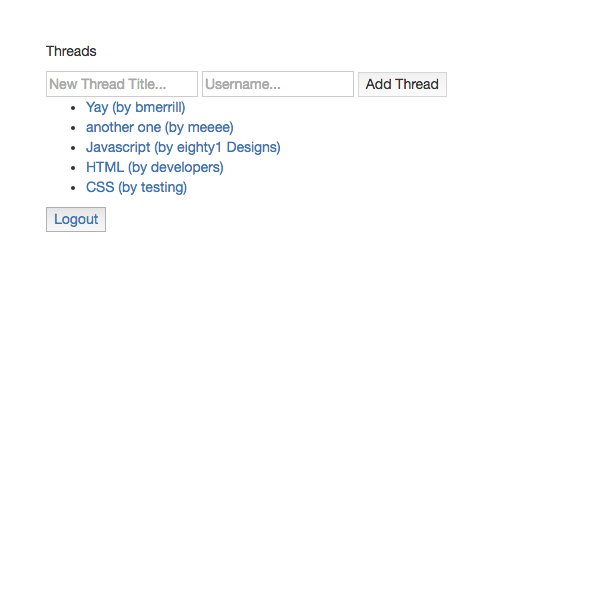 Threads
New Thread Title... Username... Add Thread
Yay (by bmerrill)
another one (by meeee)
Javascript (by eighty1 Designs)
HTML (by developers)
CSS (by testing)
Logout